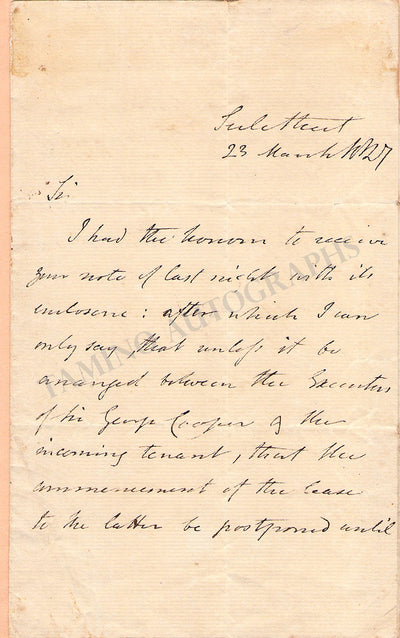 23 March 1827
Sir
I had the honour to receive
your note of last night with its
enclosure: after which I can
only say, that unless it be
arranged between the Executors
of Sir George Cooper & the
incoming tenant, that the
commencement of the lease
to the latter be postponed until
TAMINO AUTOGRAPHS